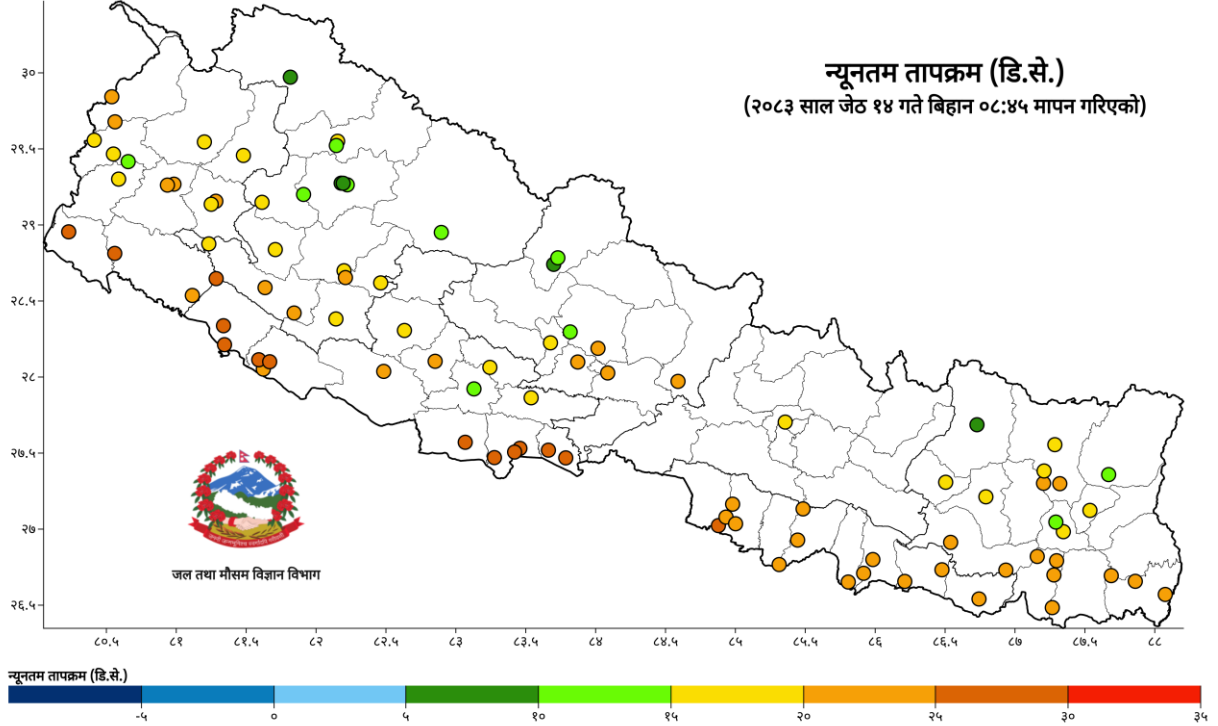 न्यूनतम तापक्रम (डि.से.)
(२०८३ साल जेठ १४ गते बिहान ०८:४५ मापन गरिएको)
३०
२९.५
२९
२८.५
२८
२७.५
२७
२६.५
जल तथा मौसम विज्ञान विभाग
८०.५ ८१ ८१.५ ८२ ८२.५ ८३ ८३.५ ८४ ८४.५ ८५ ८५.५ ८६ ८६.५ ८७ ८७.५ ८८
न्यूनतम तापक्रम (डि.से.)
-५ ० ५ १० १५ २० २५ ३० ३५